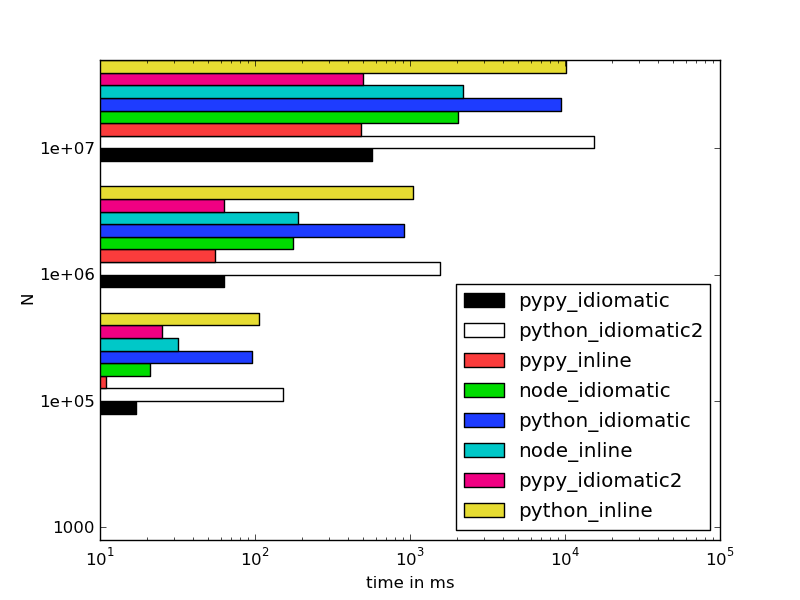 1e+07
1e+06
1e+05
1000
N
10^1 10^2 10^3 10^4 10^5
time in ms
pypy_idiomatic
python_idiomatic2
pypy_inline
node_idiomatic
python_idiomatic
node_inline
pypy_idiomatic2
python_inline